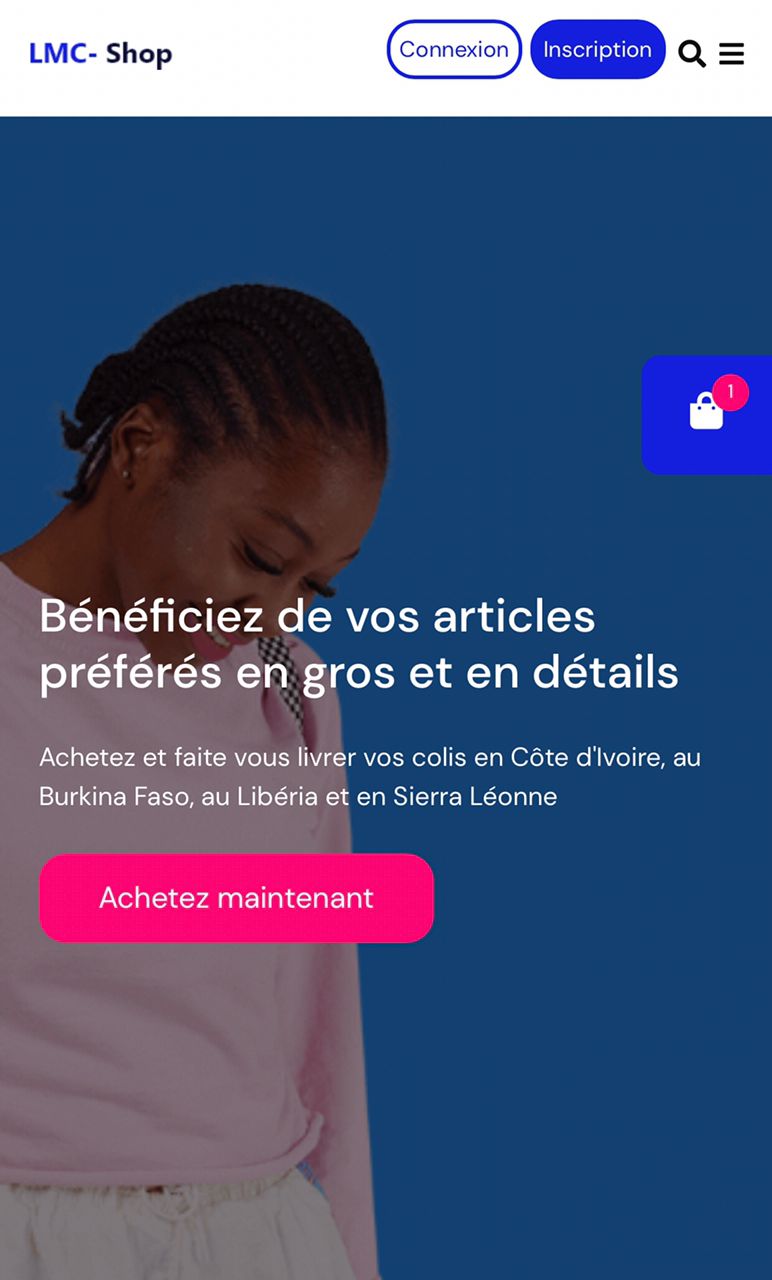 LMC- Shop
Connexion
Inscription
1
Bénéficiez de vos articles
préférés en gros et en détails
Achetez et faite vous livrer vos colis en Côte d'Ivoire, au
Burkina Faso, au Libéria et en Sierra Léonne
Achetez maintenant